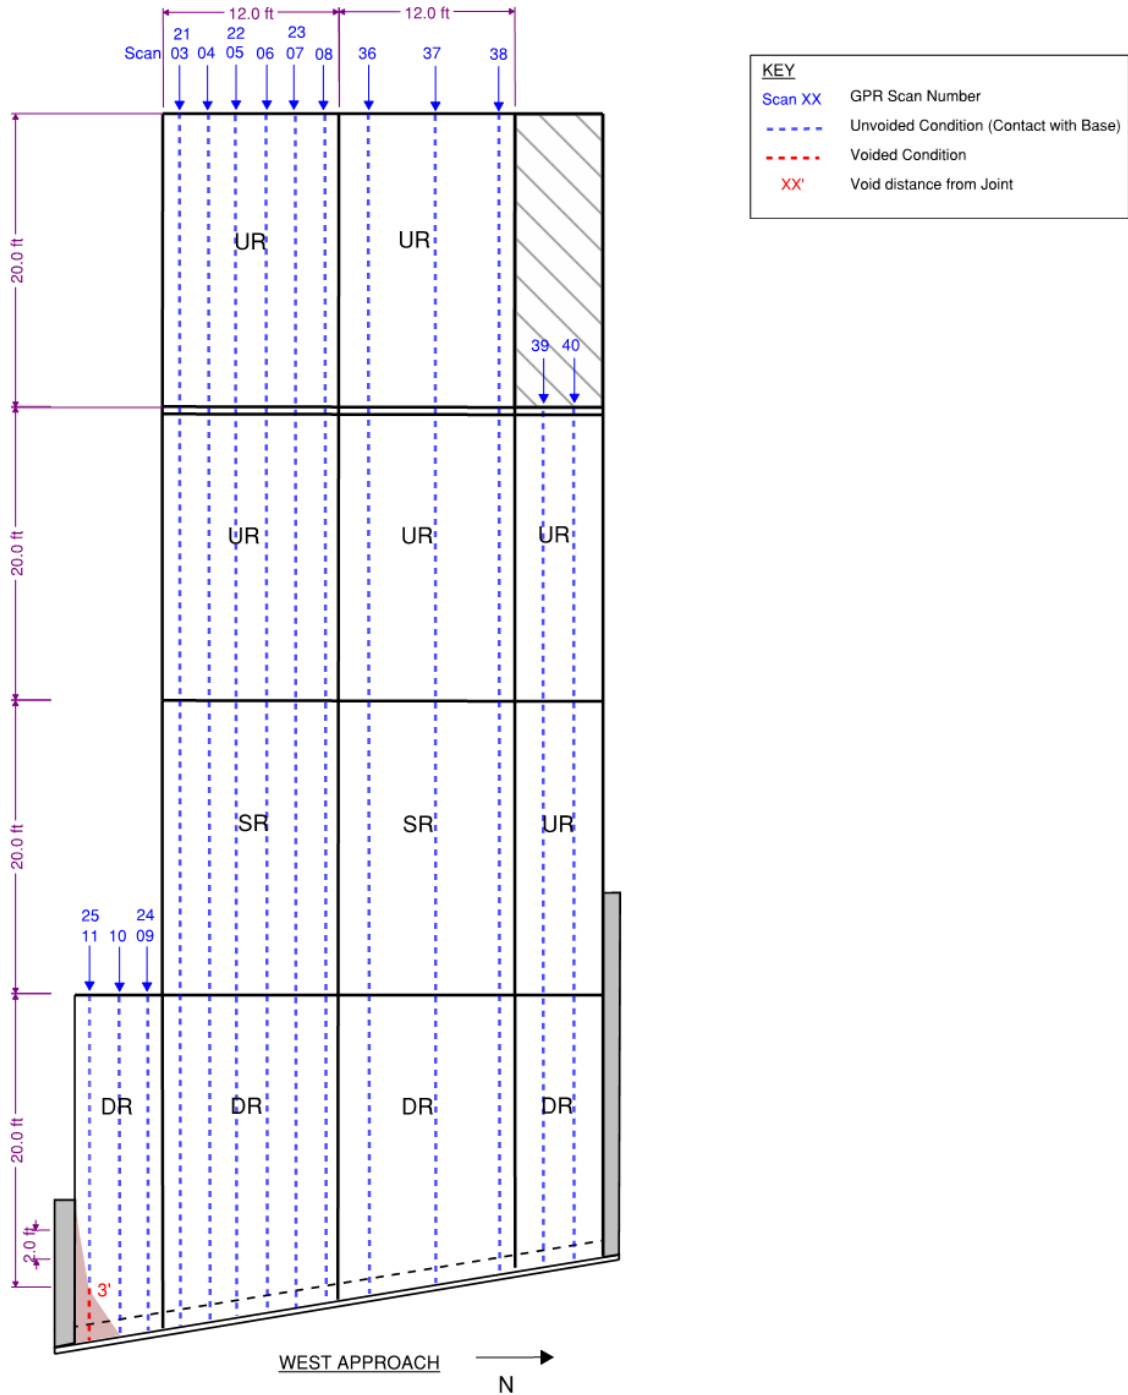 12.0 ft 12.0 ft
21 22 23
Scan 03 04 05 06 07 08 36 37 38
KEY
Scan XX GPR Scan Number
Unvoided Condition (Contact with Base)
Voided Condition
XX' Void distance from Joint
20.0 ft
UR UR
39 40
20.0 ft
UR UR UR
20.0 ft
SR SR UR
25 24
11 10 09
20.0 ft
DR DR DR DR
2.0 ft
3'
WEST APPROACH
N